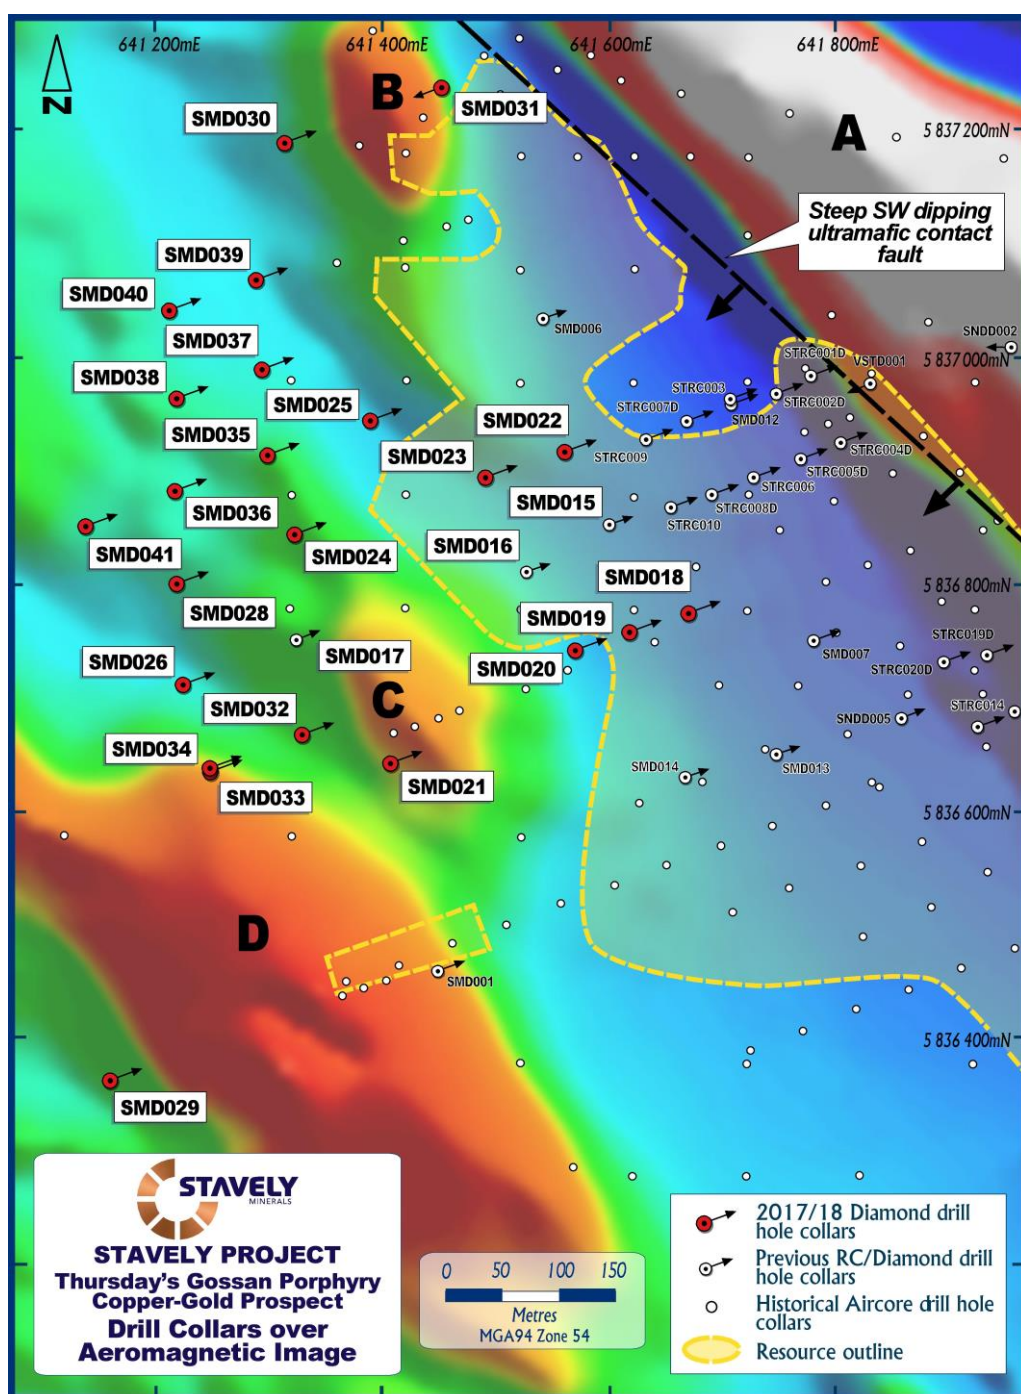 641 200mE
641 400mE
641 600mE
641 800mE
N
B
A
SMD031
SMD030
5 837 200mN
Steep SW dipping
ultramafic contact
fault
SMD039
SMD040
SMD006
SNDD002
SMD037
5 837 000mN
STRC001D
VSTD001
SMD038
STRC003
STRC002D
SMD025
SMD022
STRC007D
SMD012
SMD035
SMD023
STRC009
STRC004D
STRC005D
SMD015
STRC006
SMD036
STRC008D
STRC010
SMD041
SMD024
SMD016
SMD018
5 836 800mN
SMD028
SMD019
SMD017
SMD020
SMD007
STRC019D
STRC020D
SMD026
SMD032
C
SNDD005
STRC014
SMD034
SMD033
SMD021
SMD014
SMD013
5 836 600mN
D
SMD001
5 836 400mN
SMD029
STAVELY
MINERALS
STAVELY PROJECT
Thursday's Gossan Porphyry
Copper-Gold Prospect
Drill Collars over
Aeromagnetic Image
0 50 100 150
Metres
MGA94 Zone 54
2017/18 Diamond drill
hole collars
Previous RC/Diamond drill
hole collars
Historical Aircore drill hole
collars
Resource outline